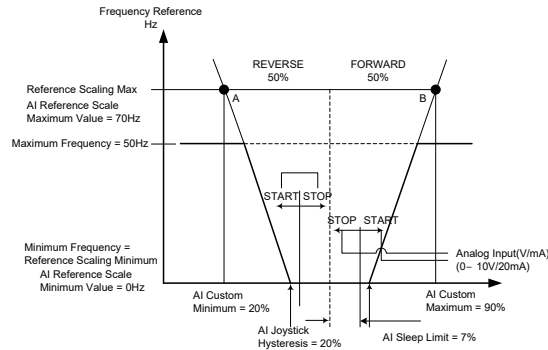 Frequency Reference
Hz
REVERSE
50%
FORWARD
50%
Reference Scaling Max
A
B
AI Reference Scale
Maximum Value = 70Hz
Maximum Frequency = 50Hz
START STOP
STOP START
Minimum Frequency =
Reference Scaling Minimum
AI Reference Scale
Minimum Value = 0Hz
Analog Input(V/mA)
(0– 10V/20mA)
AI Custom
Minimum = 20%
AI Custom
Maximum = 90%
AI Joystick
Hysteresis = 20%
AI Sleep Limit = 7%